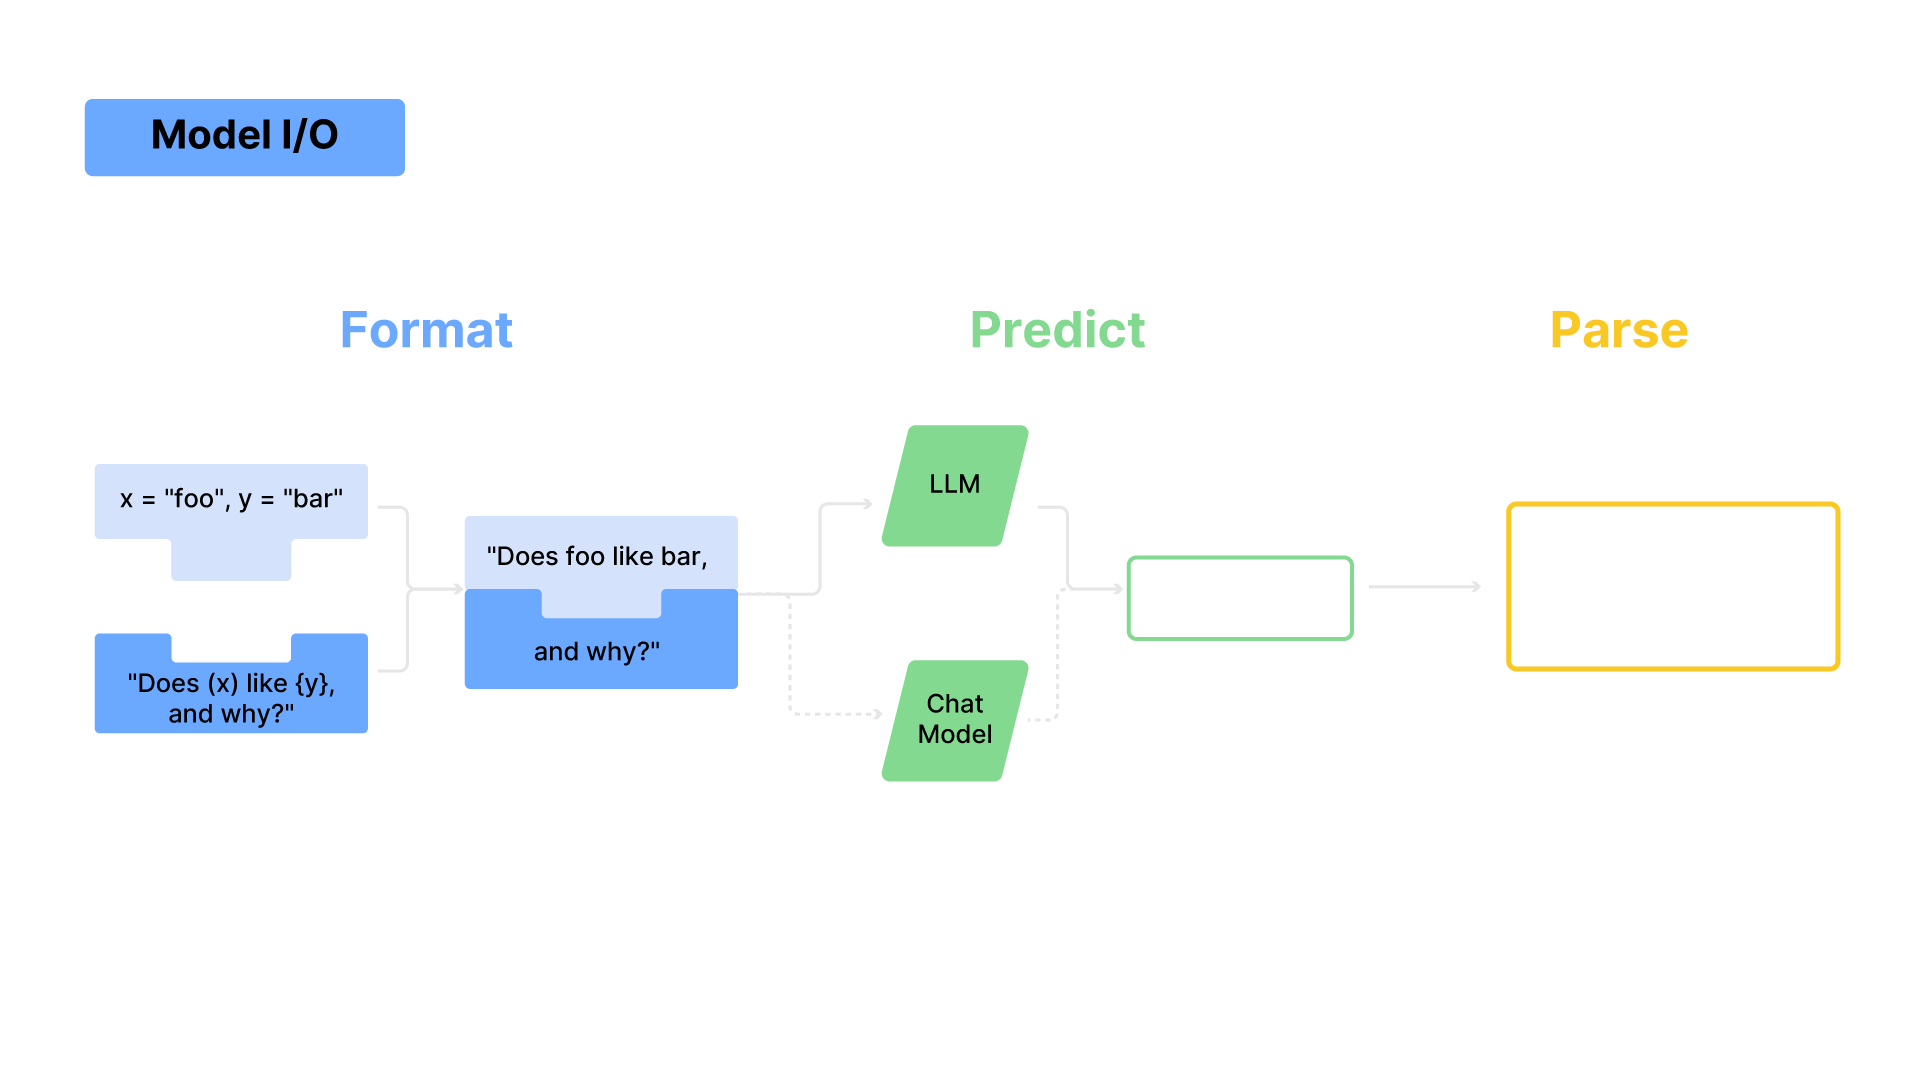 Model I/O
Format
Predict
Parse
x = "foo", y = "bar"
"Does (x) like {y},
and why?"
"Does foo like bar,
and why?"
LLM
Chat
Model